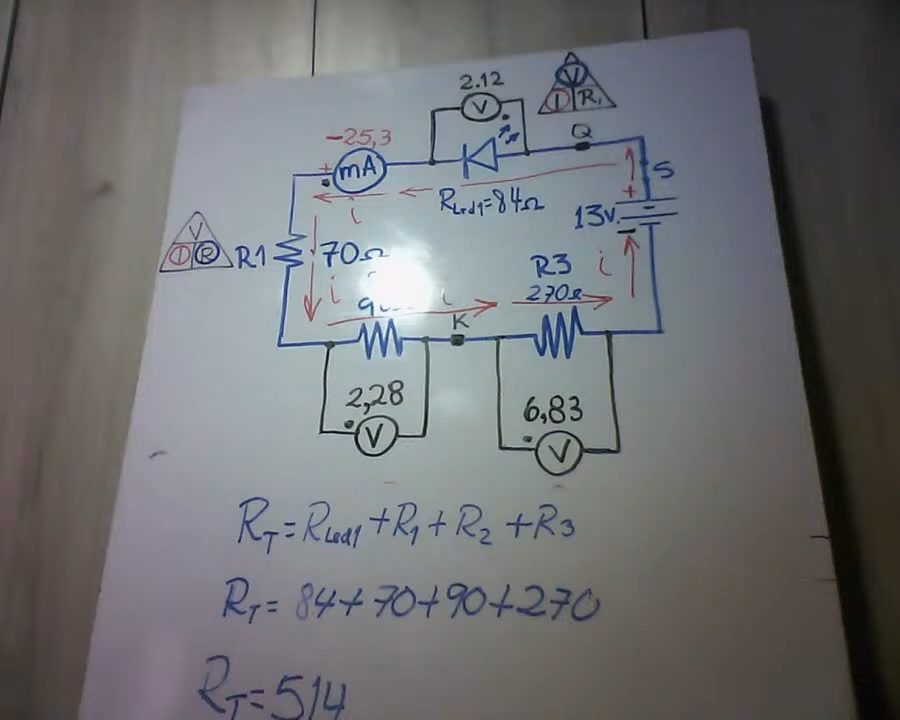 2.12
V
V
I R1
-25,3
Q
+
mA
S
RLed1=84Ω
+
13v.
-
i
V
I R
R1
70Ω
R3
i
270Ω
i
i
K
2,28
V
6,83
V
RT=RLed1+R1+R2+R3
RT=84+70+90+270
RT=514